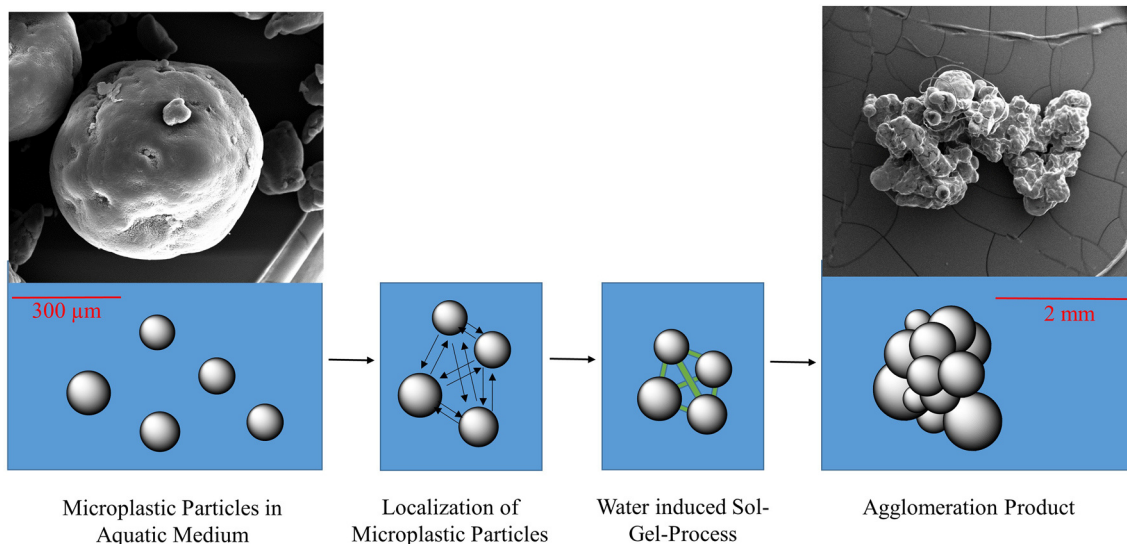 300 µm
2 mm
Microplastic Particles in
Aquatic Medium
Localization of
Microplastic Particles
Water induced Sol-
Gel-Process
Agglomeration Product